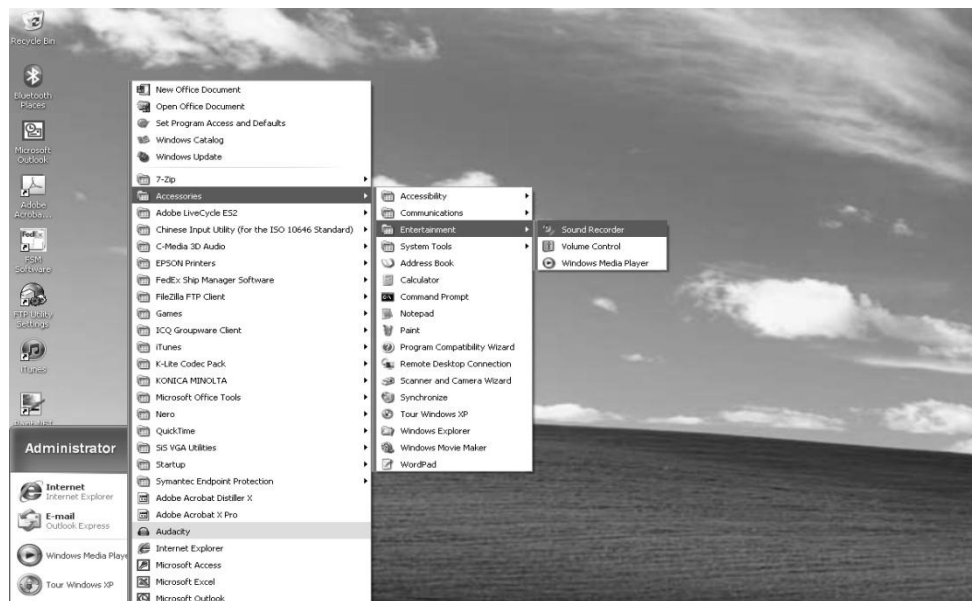 Recycle Bin
Bluetooth
Places
Microsoft
Outlook
Adobe
Acroba...
FedEx
FSM
Software
FTP Utility
Settings
iTunes
Administrator
Internet
Internet Explorer
E-mail
Outlook Express
Windows Media Playe
Tour Windows XP
New Office Document
Open Office Document
Set Program Access and Defaults
Windows Catalog
Windows Update
7-Zip
Accessories
Adobe LiveCycle ES2
Chinese Input Utility (for the ISO 10646 Standard)
C-Media 3D Audio
EPSON Printers
FedEx Ship Manager Software
FileZilla FTP Client
Games
ICQ Groupware Client
iTunes
K-Lite Codec Pack
KONICA MINOLTA
Microsoft Office Tools
Nero
QuickTime
SiS VGA Utilities
Startup
Symantec Endpoint Protection
Adobe Acrobat Distiller X
Adobe Acrobat X Pro
Audacity
Internet Explorer
Microsoft Access
Microsoft Excel
Microsoft Outlook
Accessibility
Communications
Entertainment
System Tools
Address Book
Calculator
Command Prompt
Notepad
Paint
Program Compatibility Wizard
Remote Desktop Connection
Scanner and Camera Wizard
Synchronize
Tour Windows XP
Windows Explorer
Windows Movie Maker
WordPad
Sound Recorder
Volume Control
Windows Media Player